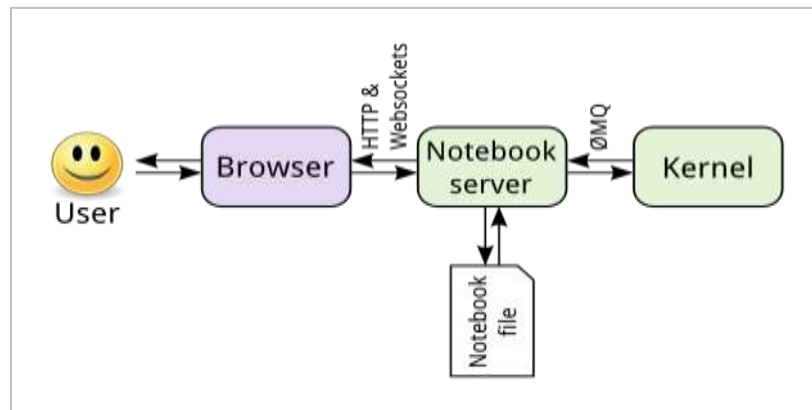 HTTP &
Websockets
ØMQ
User
Browser
Notebook
server
Kernel
Notebook
file